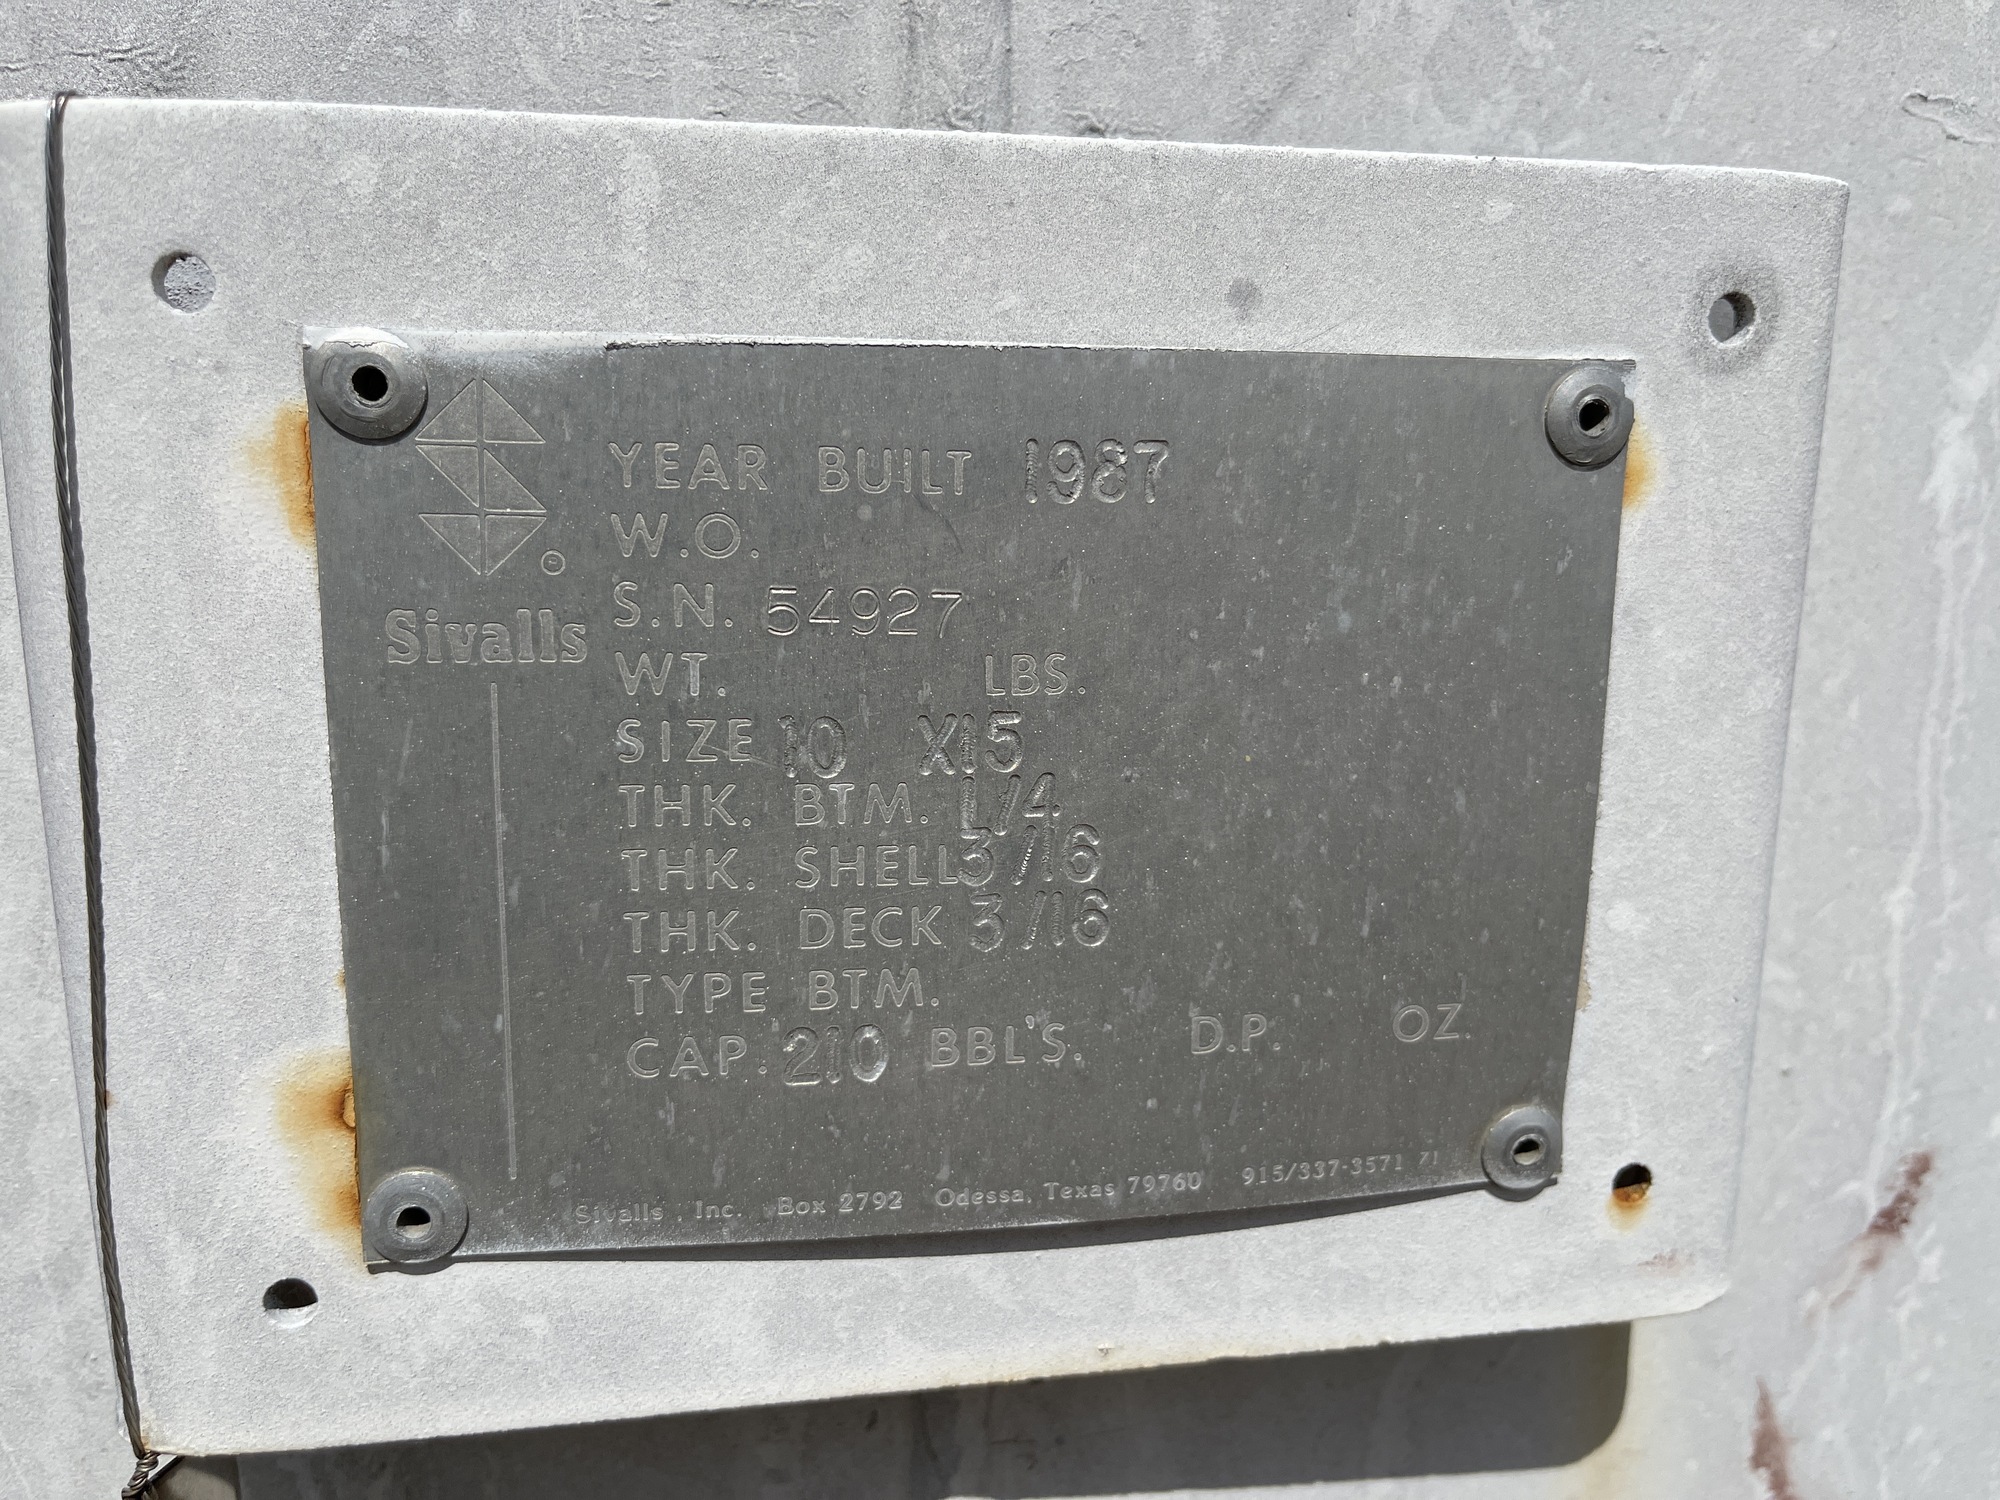 YEAR BUILT 1987
W.O.
S.N. 54927
Sivalls
WT. LBS.
SIZE 10 X15
THK. BTM. 1/4
THK. SHELL 3/16
THK. DECK 3/16
TYPE BTM.
CAP. 210 BBL'S. D.P. OZ.
Sivalls, Inc. Box 2792 Odessa, Texas 79760 915/337-3571 71